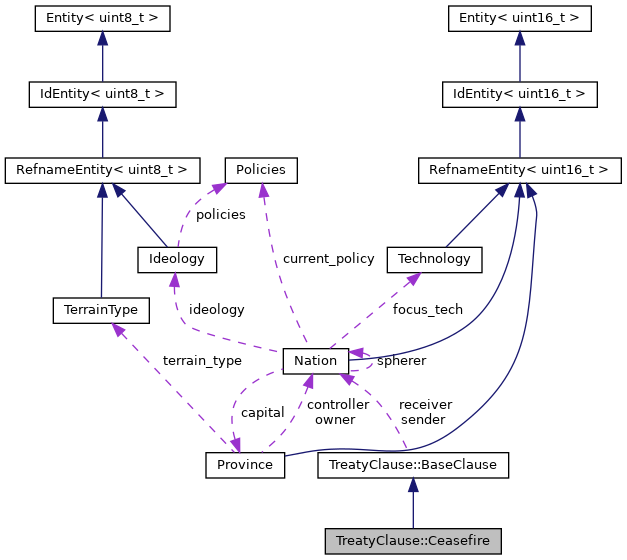 Entity< uint8_t >
Entity< uint16_t >
IdEntity< uint8_t >
IdEntity< uint16_t >
RefnameEntity< uint8_t >
Policies
RefnameEntity< uint16_t >
policies
Ideology
current_policy
Technology
TerrainType
ideology
focus_tech
terrain_type
Nation
spherer
capital
controller
owner
receiver
sender
Province
TreatyClause::BaseClause
TreatyClause::Ceasefire